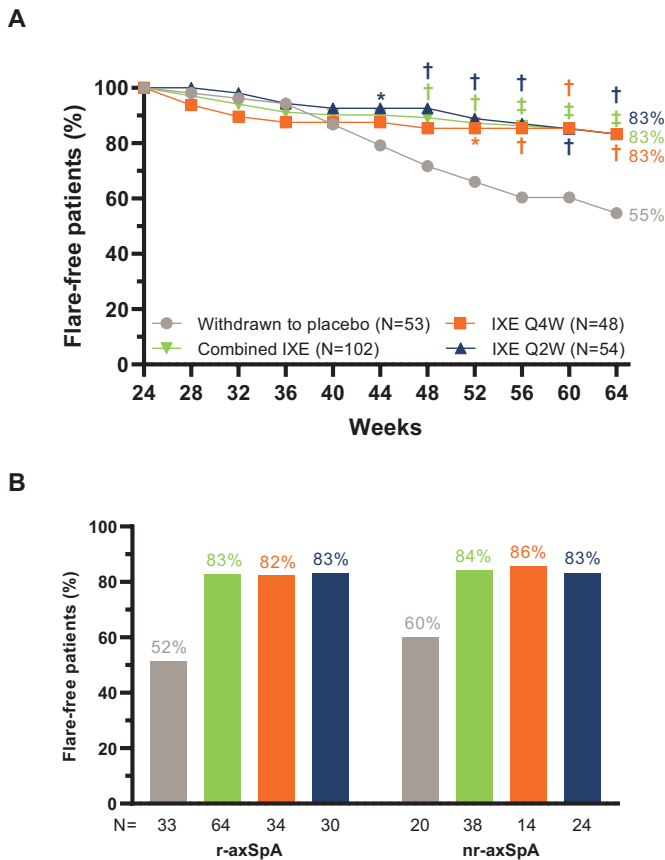 A
† † † † †
* † † ‡ ‡ ‡
100
83%
83%
80
* † † †
83%
60
55%
40
20
Withdrawn to placebo (N=53) IXE Q4W (N=48)
Combined IXE (N=102) IXE Q2W (N=54)
0
Flare-free patients (%)
24 28 32 36 40 44 48 52 56 60 64
Weeks
B
100
83% 82% 83% 84% 86% 83%
80
60%
60
52%
40
20
0
Flare-free patients (%)
N= 33 64 34 30 20 38 14 24
r-axSpA nr-axSpA